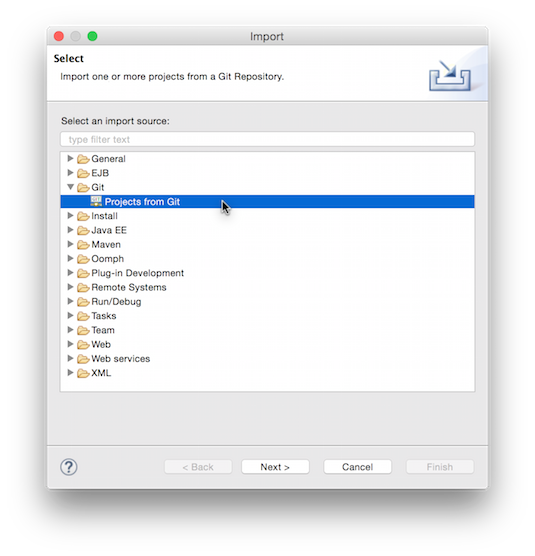 Import
Select
Import one or more projects from a Git Repository.
Select an import source:
type filter text
General
EJB
Git
Projects from Git
Install
Java EE
Maven
Oomph
Plug-in Development
Remote Systems
Run/Debug
Tasks
Team
Web
Web services
XML
? < Back Next > Cancel Finish